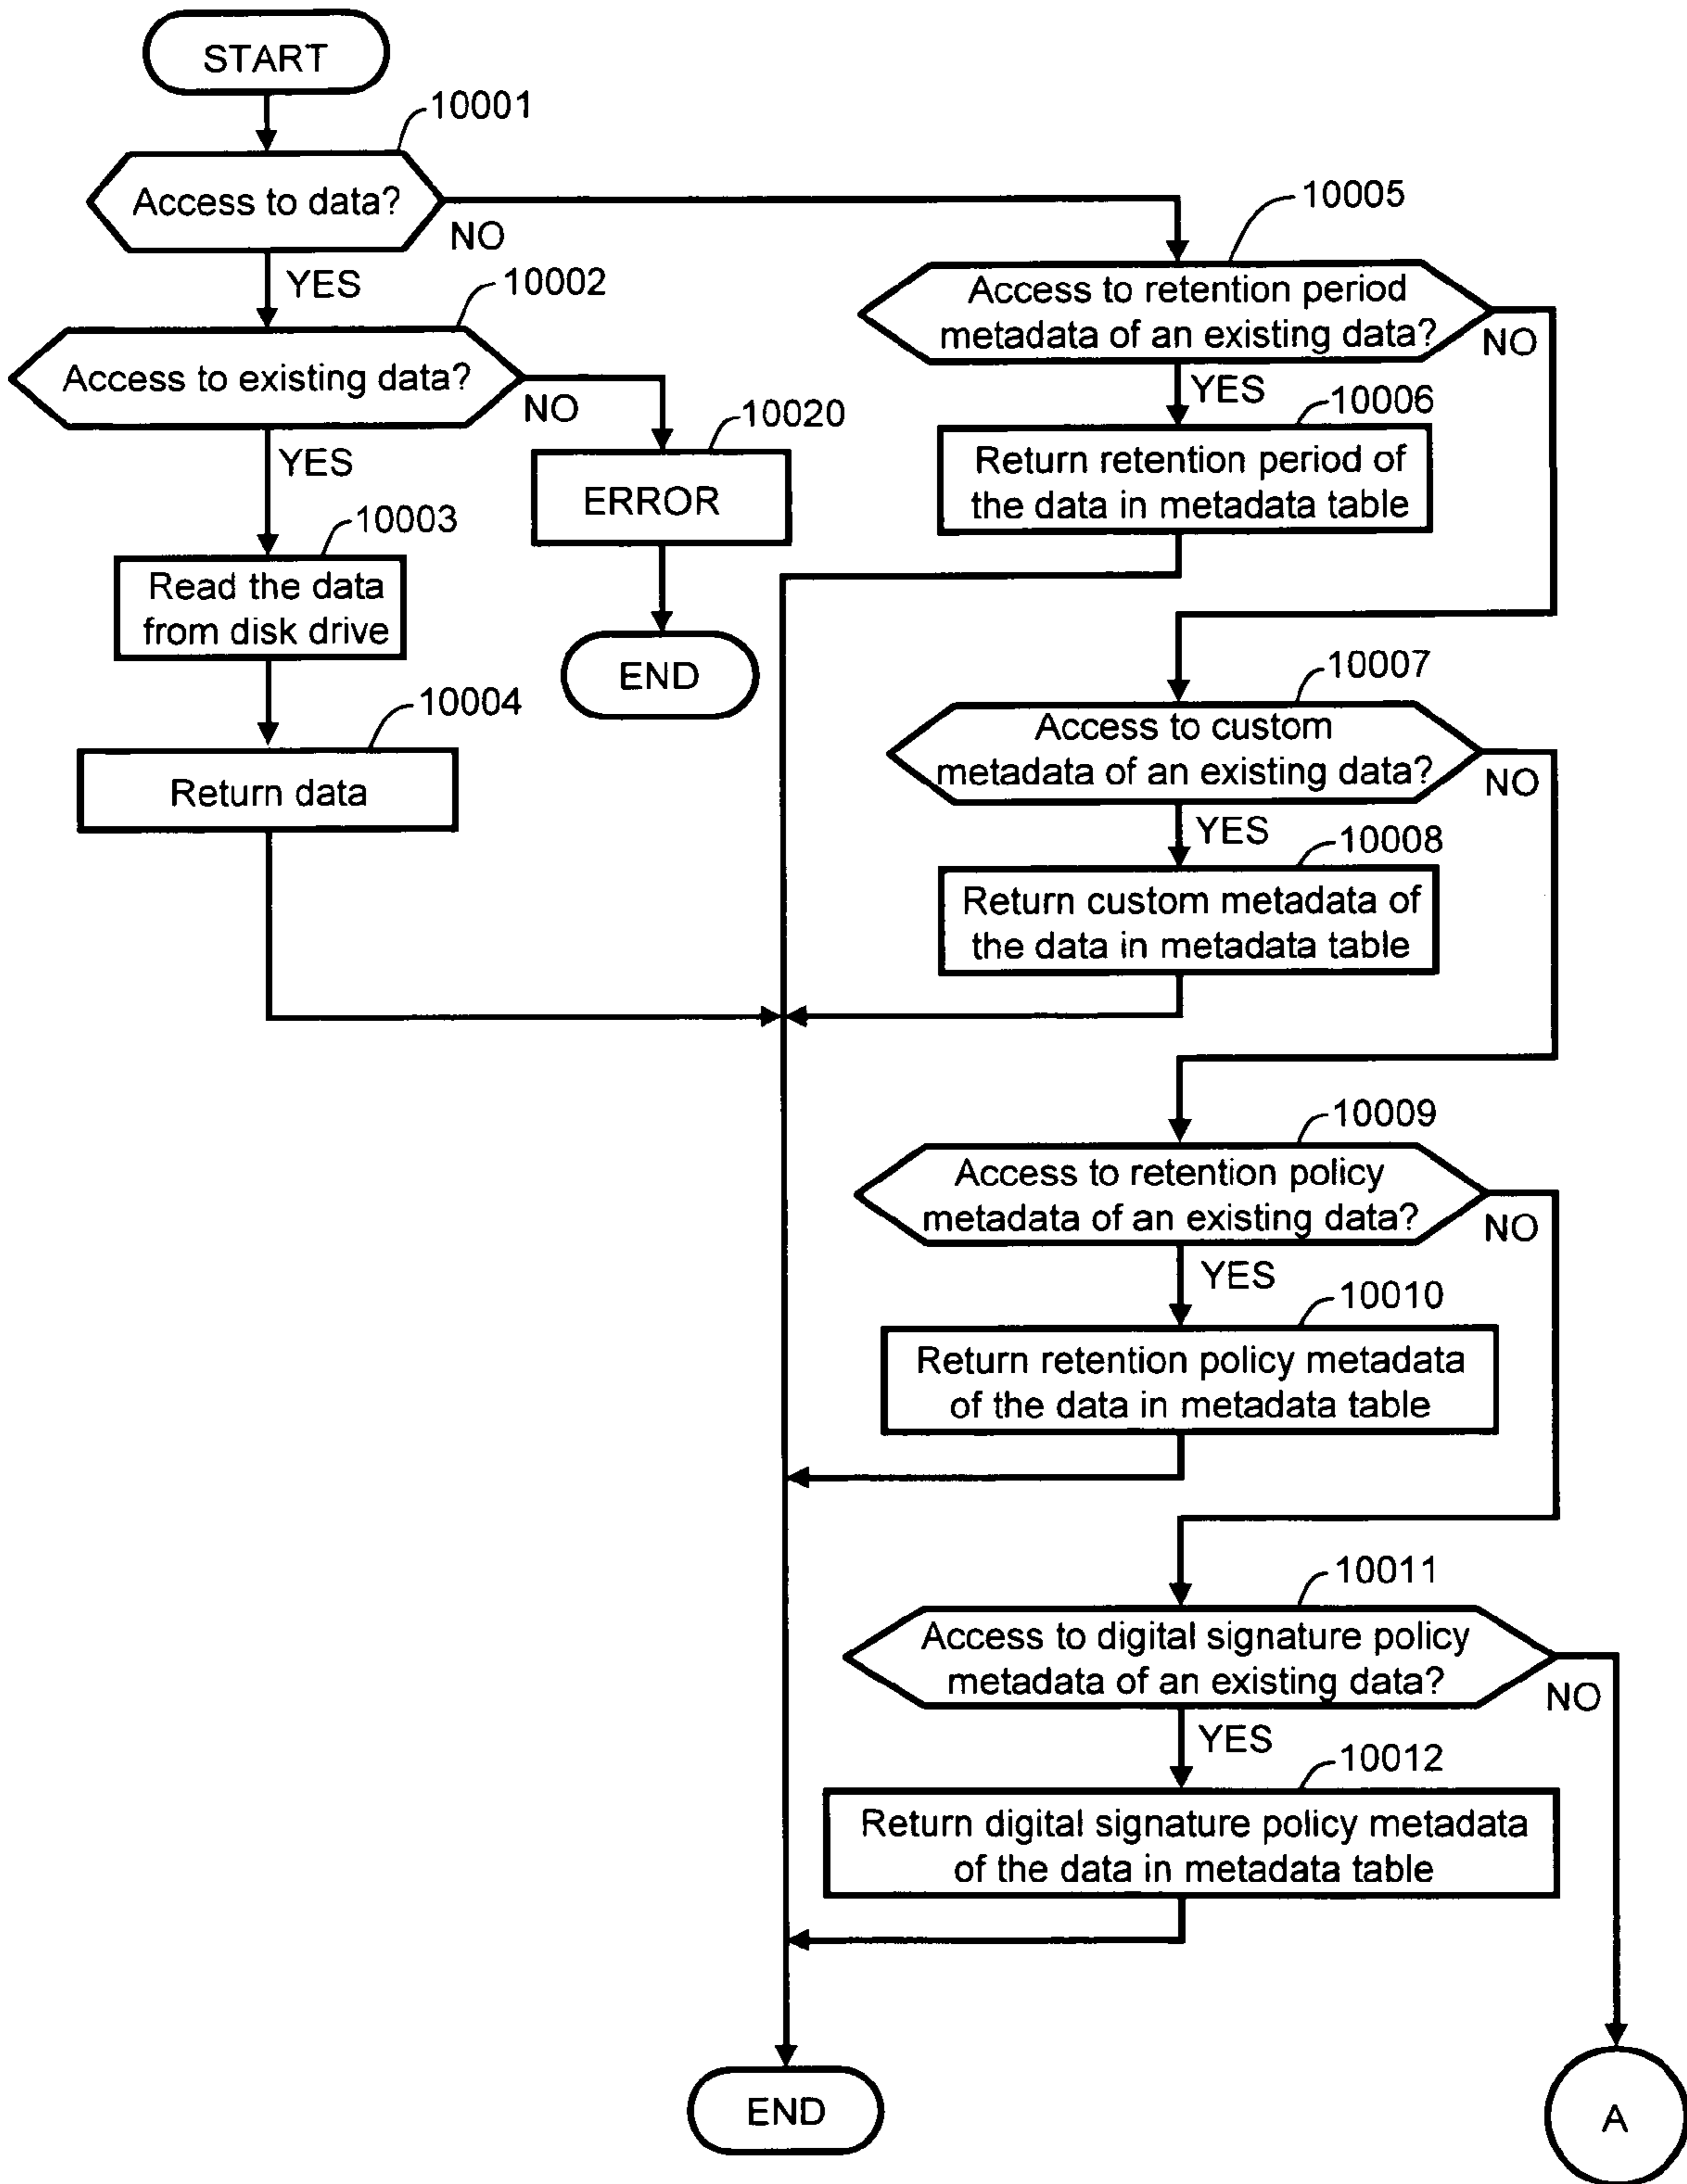 START
10001
Access to data?
NO
YES
10002
Access to existing data?
NO
YES
10020
ERROR
END
10003
Read the data
from disk drive
10004
Return data
10005
Access to retention period
metadata of an existing data?
NO
YES
10006
Return retention period of
the data in metadata table
10007
Access to custom
metadata of an existing data?
NO
YES
10008
Return custom metadata of
the data in metadata table
10009
Access to retention policy
metadata of an existing data?
NO
YES
10010
Return retention policy metadata
of the data in metadata table
10011
Access to digital signature policy
metadata of an existing data?
NO
YES
10012
Return digital signature policy metadata
of the data in metadata table
END
A